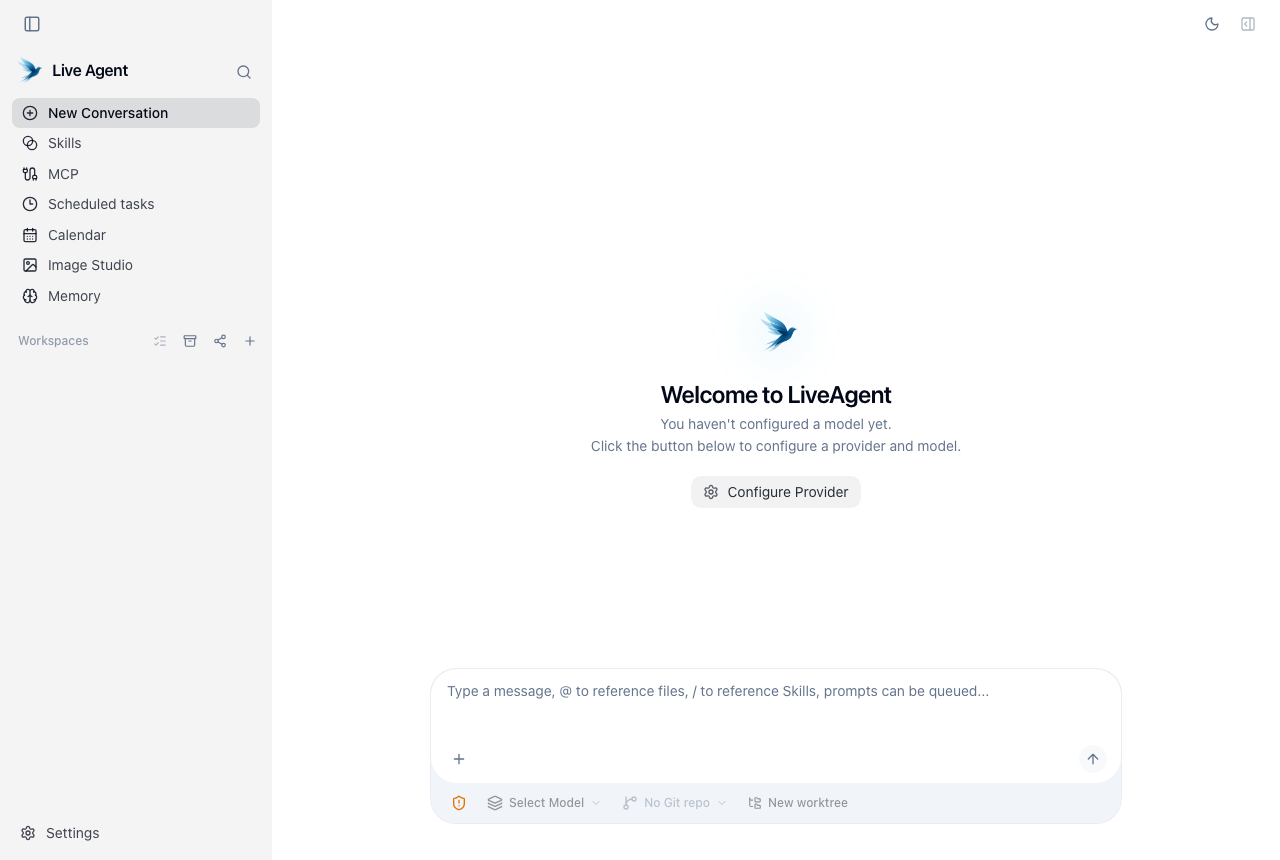 Live Agent
New Conversation
Skills
MCP
Scheduled tasks
Calendar
Image Studio
Memory
Workspaces
Settings
Welcome to LiveAgent
You haven't configured a model yet.
Click the button below to configure a provider and model.
Configure Provider
Type a message, @ to reference files, / to reference Skills, prompts can be queued...
Select Model
No Git repo
New worktree